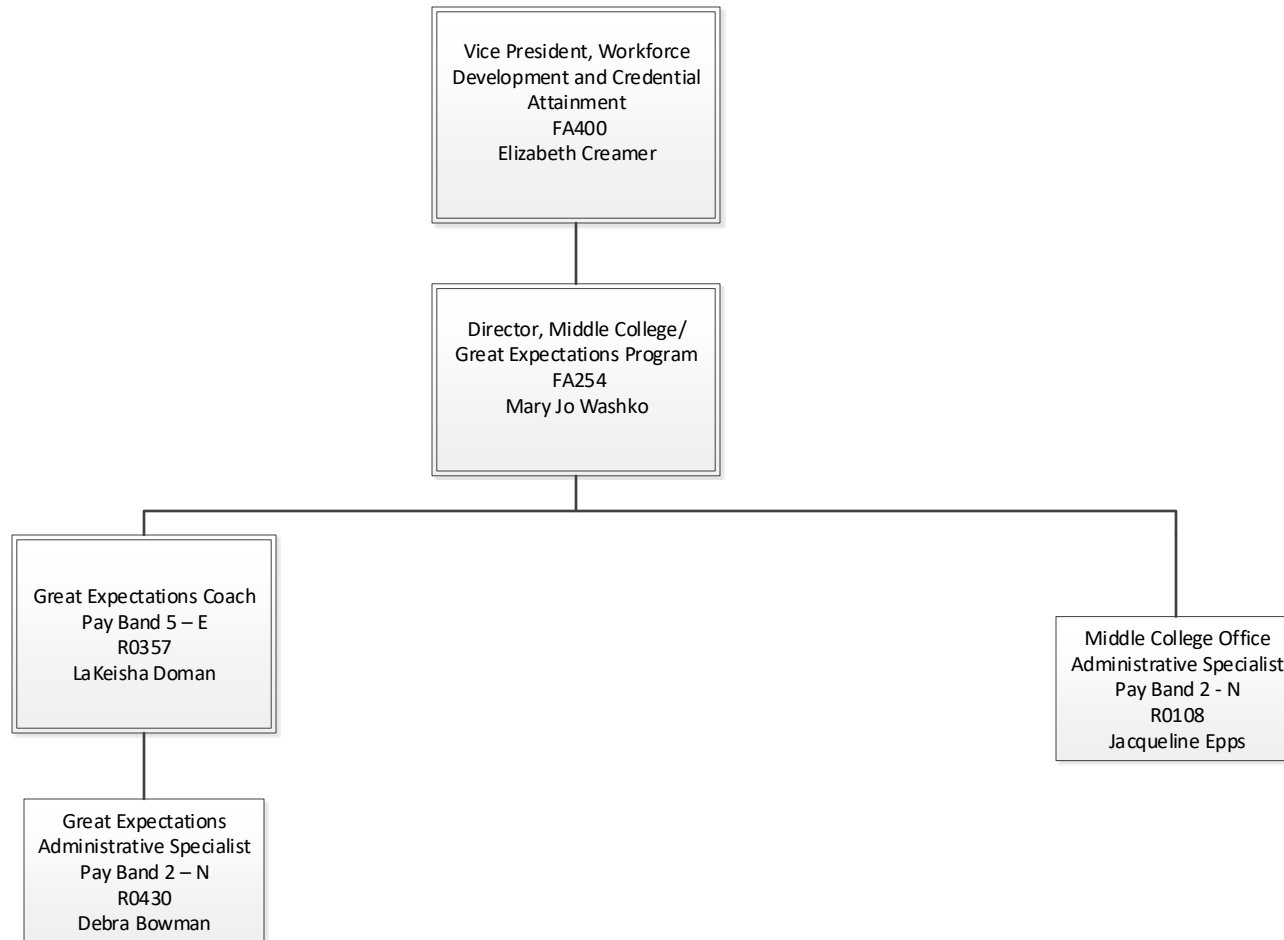 Vice President, Workforce
Development and Credential
Attainment
FA400
Elizabeth Creamer
Director, Middle College/
Great Expectations Program
FA254
Mary Jo Washko
Great Expectations Coach
Pay Band 5 – E
R0357
LaKeisha Doman
Middle College Office
Administrative Specialist
Pay Band 2 - N
R0108
Jacqueline Epps
Great Expectations
Administrative Specialist
Pay Band 2 – N
R0430
Debra Bowman